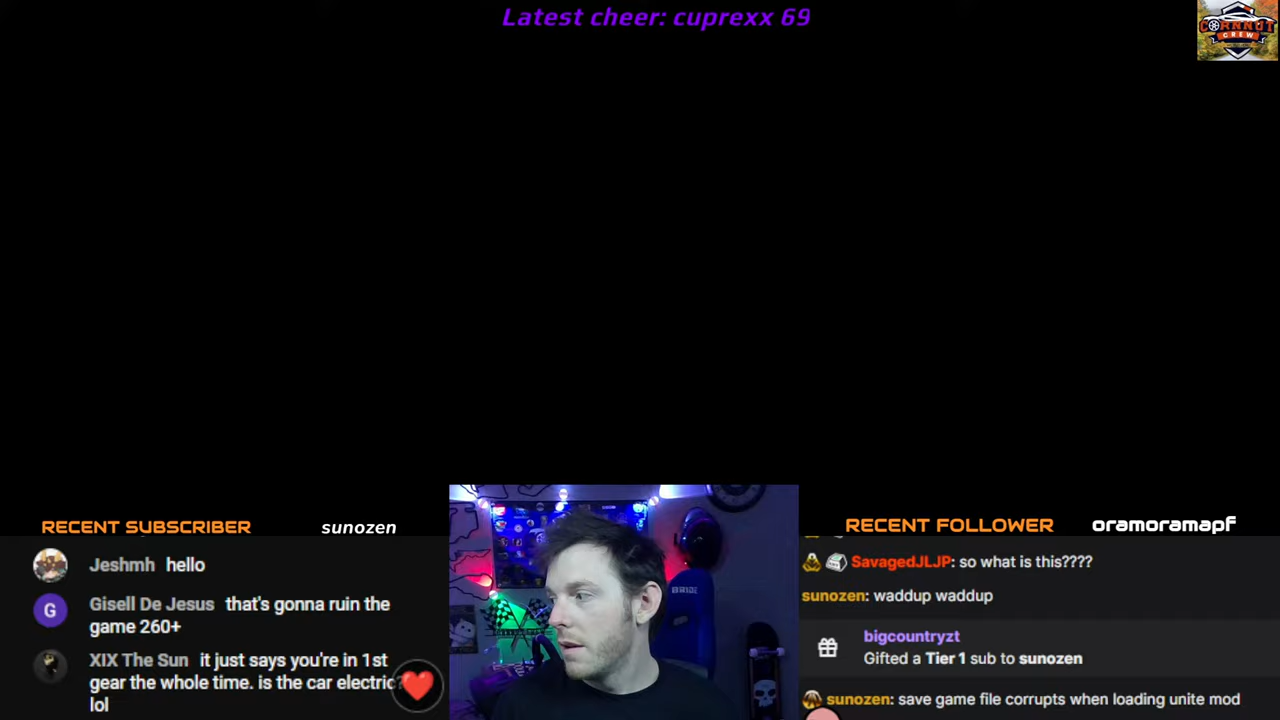 Latest cheer: cuprexx 69
CORNNUT
CREW
RECENT SUBSCRIBER sunozen
Jeshmh hello
G Gisell De Jesus that's gonna ruin the
game 260+
XIX The Sun it just says you're in 1st
gear the whole time. is the car electric?
lol
BRIDE
RECENT FOLLOWER oramoramapf
SavagedJLJP: so what is this????
sunozen: waddup waddup
bigcountryzt
Gifted a Tier 1 sub to sunozen
sunozen: save game file corrupts when loading unite mod